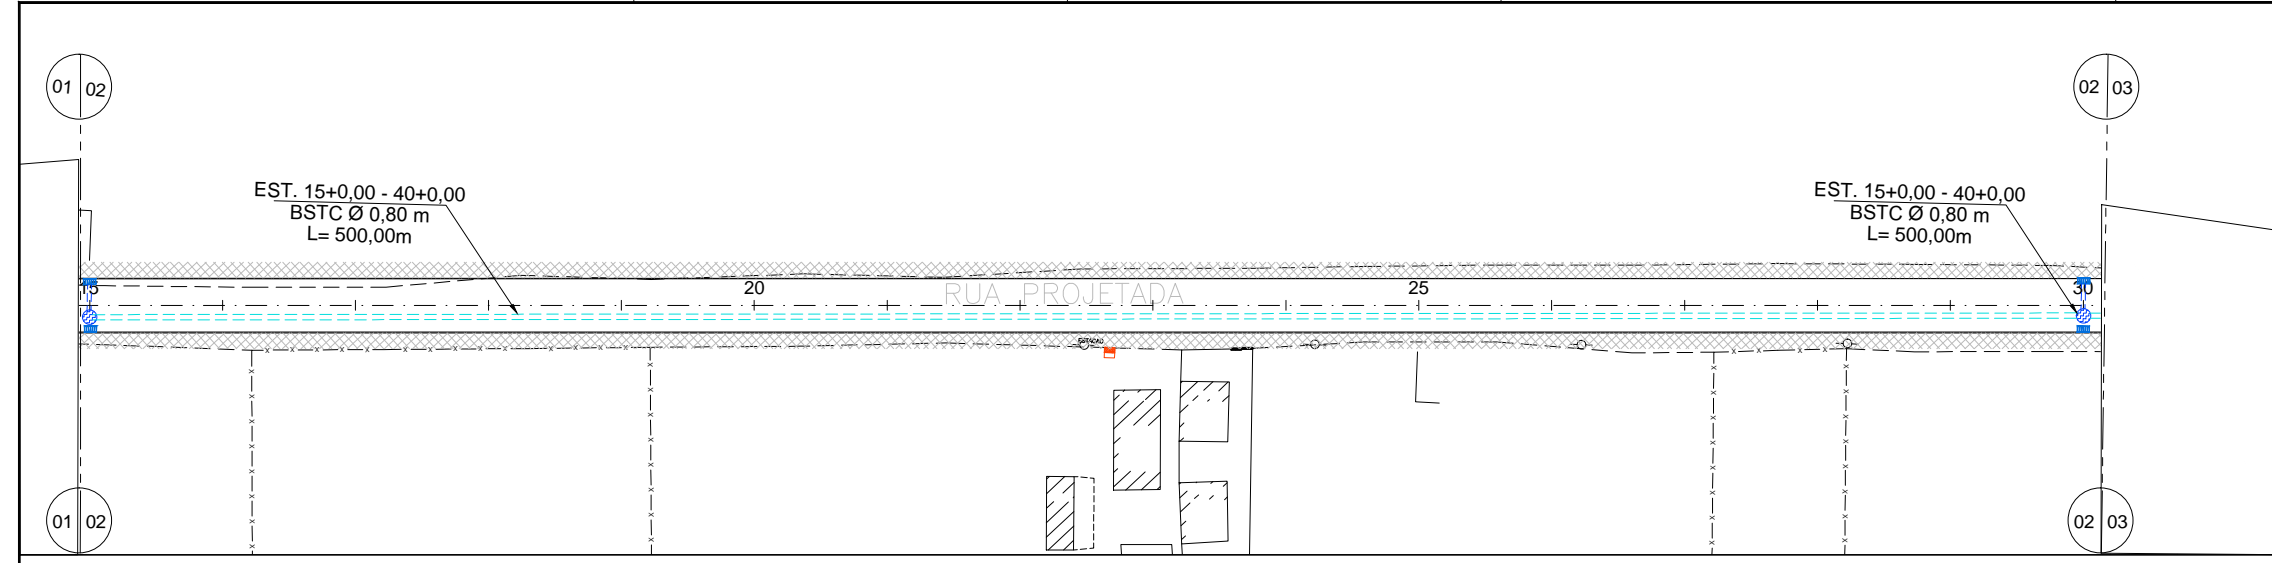 01 02
02 03
EST. 15+0,00 - 40+0,00
BSTC Ø 0,80 m
L= 500,00m
EST. 15+0,00 - 40+0,00
BSTC Ø 0,80 m
L= 500,00m
15
20
RUA PROJETADA
25
30
ESTACAO
01 02
02 03